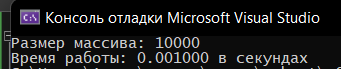 Консоль отладки Microsoft Visual Studio
Размер массива: 10000
Время работы: 0.001000 в секундах